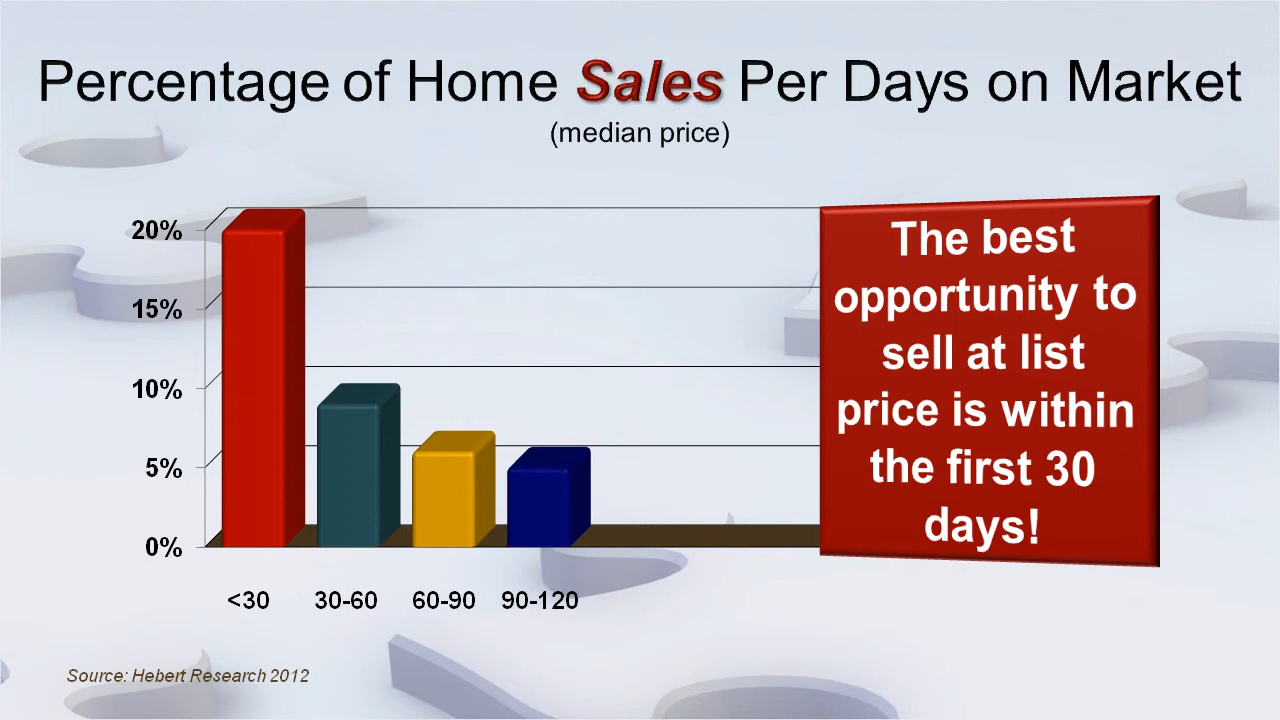 Percentage of Home Sales Per Days on Market
(median price)
20%
15%
10%
5%
0%
<30 30-60 60-90 90-120
The best
opportunity to
sell at list
price is within
the first 30
days!
Source: Hebert Research 2012